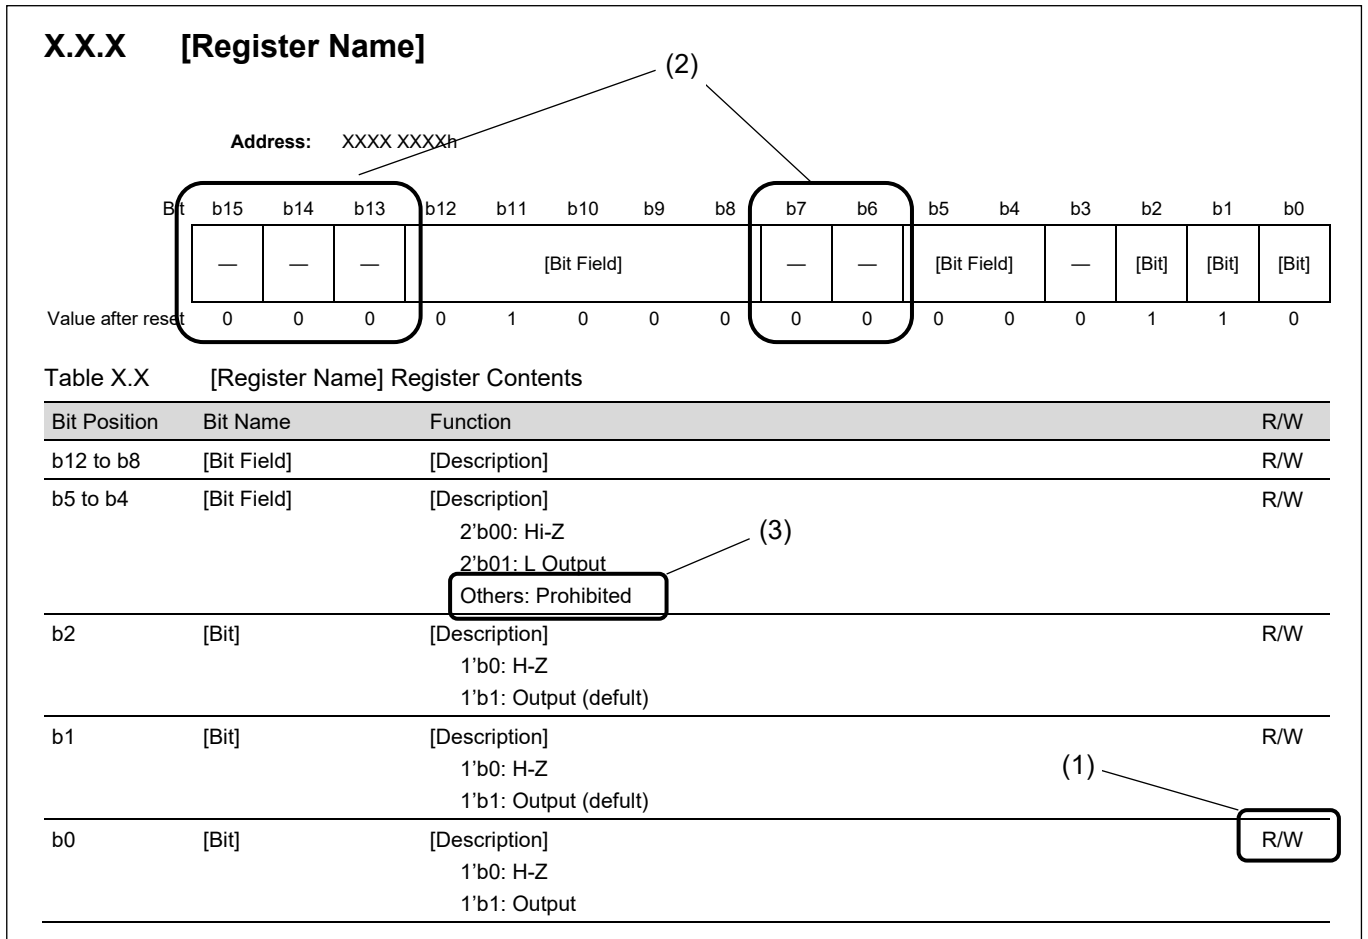 X.X.X [Register Name]
(2)
Address: XXXX XXXXh
Bit b15 b14 b13 b12 b11 b10 b9 b8 b7 b6 b5 b4 b3 b2 b1 b0
— — — [Bit Field] — — [Bit Field] — [Bit] [Bit] [Bit]
Value after reset 0 0 0 0 1 0 0 0 0 0 0 0 0 1 1 0
Table X.X [Register Name] Register Contents
Bit Position Bit Name Function R/W
b12 to b8 [Bit Field] [Description] R/W
b5 to b4 [Bit Field] [Description] R/W
2’b00: Hi-Z
(3)
2’b01: L Output
Others: Prohibited
b2 [Bit] [Description] R/W
1’b0: H-Z
1’b1: Output (defult)
b1 [Bit] [Description] R/W
1’b0: H-Z
(1)
1’b1: Output (defult)
b0 [Bit] [Description] R/W
1’b0: H-Z
1’b1: Output